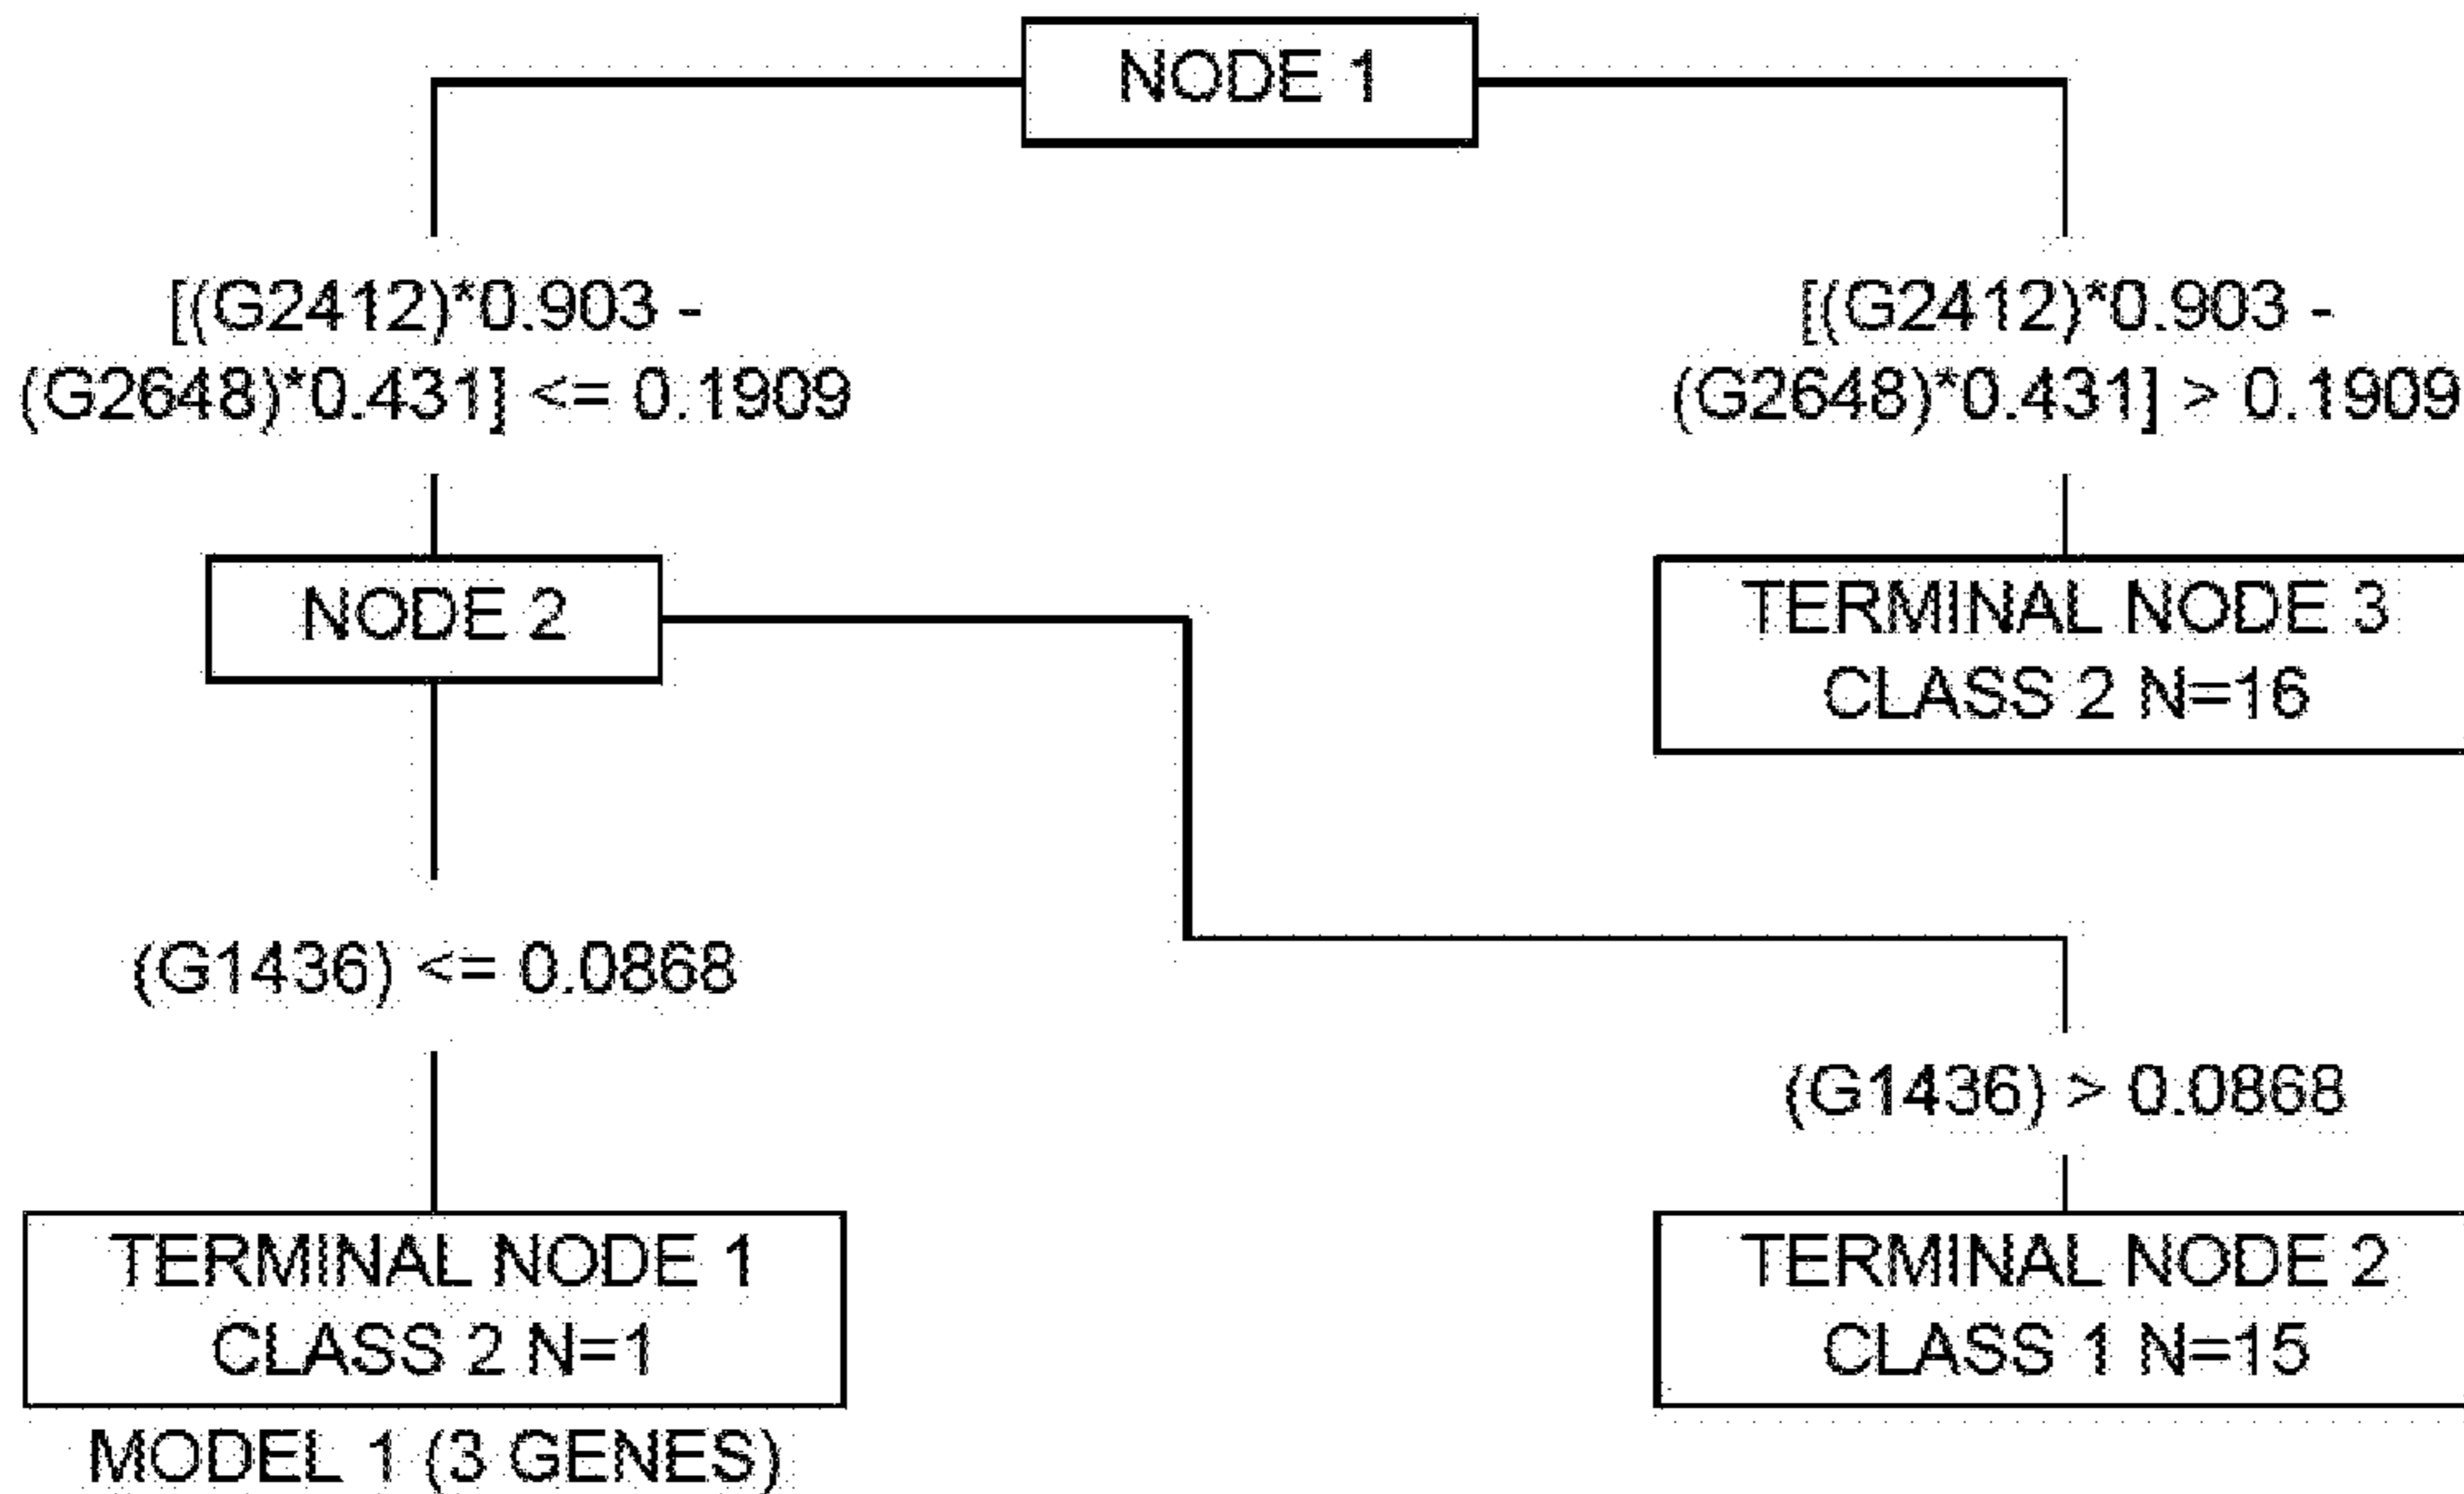 NODE 1
[(G2412)*0.903 -
(G2648)*0.431] <= 0.1909
[(G2412)*0.903 -
(G2648)*0.431] > 0.1909
NODE 2
TERMINAL NODE 3
CLASS 2 N=16
(G1436) <= 0.0868
(G1436) > 0.0868
TERMINAL NODE 1
CLASS 2 N=1
TERMINAL NODE 2
CLASS 1 N=15
MODEL 1 (3 GENES)